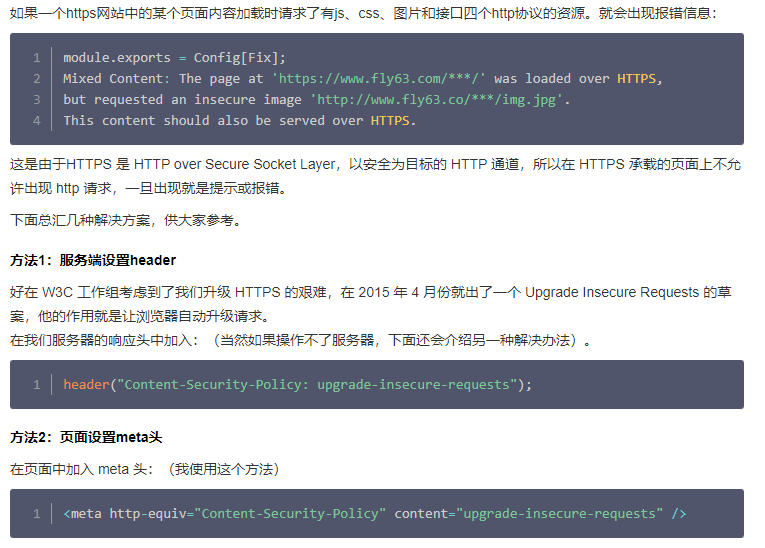 如果一个https网站中的某个页面内容加载时请求了有js、css、图片和接口四个http协议的资源。就会出现报错信息：
1 module.exports = Config[Fix];
2 Mixed Content: The page at 'https://www.fly63.com/***/' was loaded over HTTPS,
3 but requested an insecure image 'http://www.fly63.co/***/img.jpg'.
4 This content should also be served over HTTPS.
这是由于HTTPS 是 HTTP over Secure Socket Layer，以安全为目标的 HTTP 通道，所以在 HTTPS 承载的页面上不允
许出现 http 请求，一旦出现就是提示或报错。
下面总汇几种解决方案，供大家参考。
方法1：服务端设置header
好在 W3C 工作组考虑到了我们升级 HTTPS 的艰难，在 2015 年 4 月份就出了一个 Upgrade Insecure Requests 的草
案，他的作用就是让浏览器自动升级请求。
在我们服务器的响应头中加入：（当然如果操作不了服务器，下面还会介绍另一种解决办法）。
1 header("Content-Security-Policy: upgrade-insecure-requests");
方法2：页面设置meta头
在页面中加入 meta 头：（我使用这个方法）
1 <meta http-equiv="Content-Security-Policy" content="upgrade-insecure-requests" />